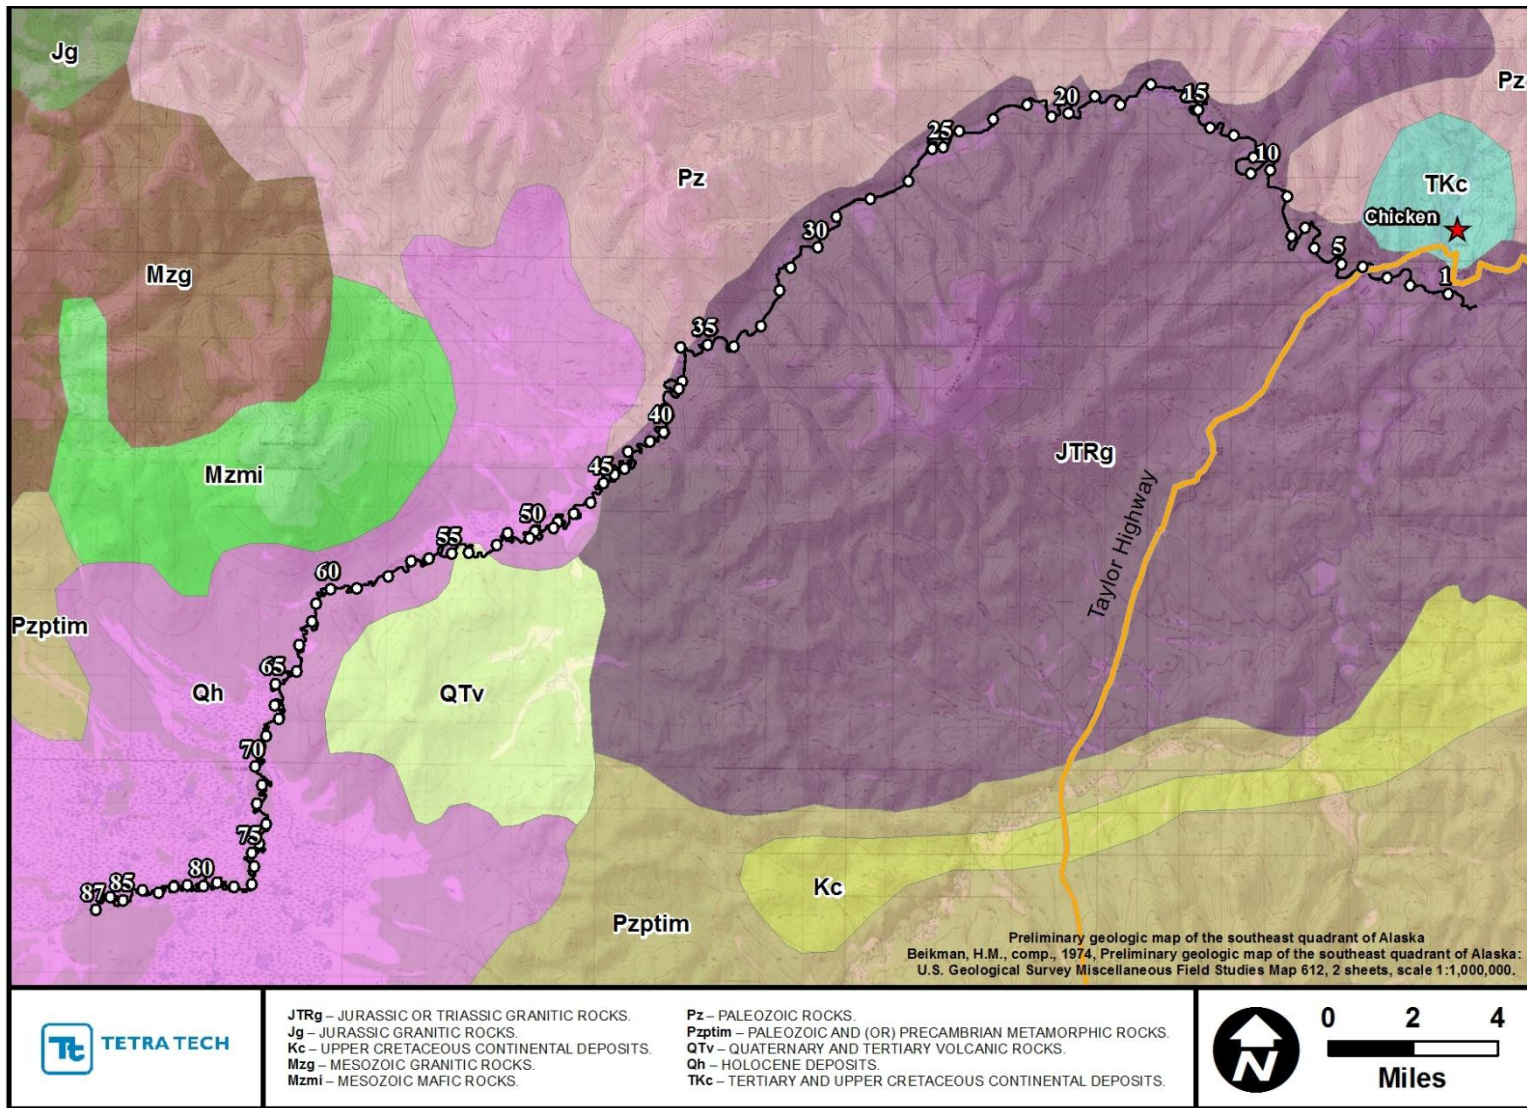 Jg
Pz
15
20
25
10
Pz
TKc
Chicken
30
5
Mzg
1
35
40
JTRg
45
Mzmi
50
Taylor Highway
55
60
Pzptim
65
Qh
QTv
70
75
80
85
87
Kc
Pzptim
Preliminary geologic map of the southeast quadrant of Alaska
Beikman, H.M., comp., 1974, Preliminary geologic map of the southeast quadrant of Alaska:
U.S. Geological Survey Miscellaneous Field Studies Map 612, 2 sheets, scale 1:1,000,000.
Tt TETRA TECH
JTRg – JURASSIC OR TRIASSIC GRANITIC ROCKS.
Jg – JURASSIC GRANITIC ROCKS.
Kc – UPPER CRETACEOUS CONTINENTAL DEPOSITS.
Mzg – MESOZOIC GRANITIC ROCKS.
Mzmi – MESOZOIC MAFIC ROCKS.
Pz – PALEOZOIC ROCKS.
Pzptim – PALEOZOIC AND (OR) PRECAMBRIAN METAMORPHIC ROCKS.
QTv – QUATERNARY AND TERTIARY VOLCANIC ROCKS.
Qh – HOLOCENE DEPOSITS.
TKc – TERTIARY AND UPPER CRETACEOUS CONTINENTAL DEPOSITS.
N
0 2 4
Miles